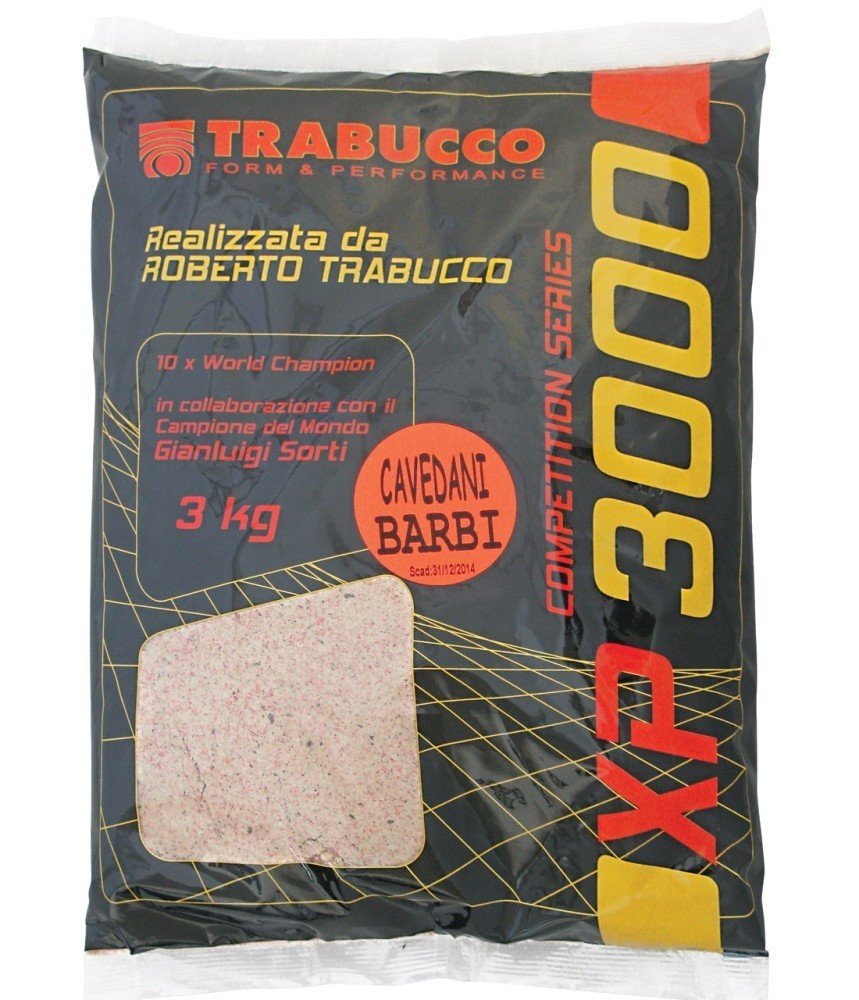 TRABUCCO
FORM & PERFORMANCE
Realizzata da
ROBERTO TRABUCCO
10 x World Champion
in collaborazione con il
Campione del Mondo
Gianluigi Sorti
3 kg
CAVEDANI
BARBI
Scad:31/12/2014
COMPETITION SERIES
XP 3000